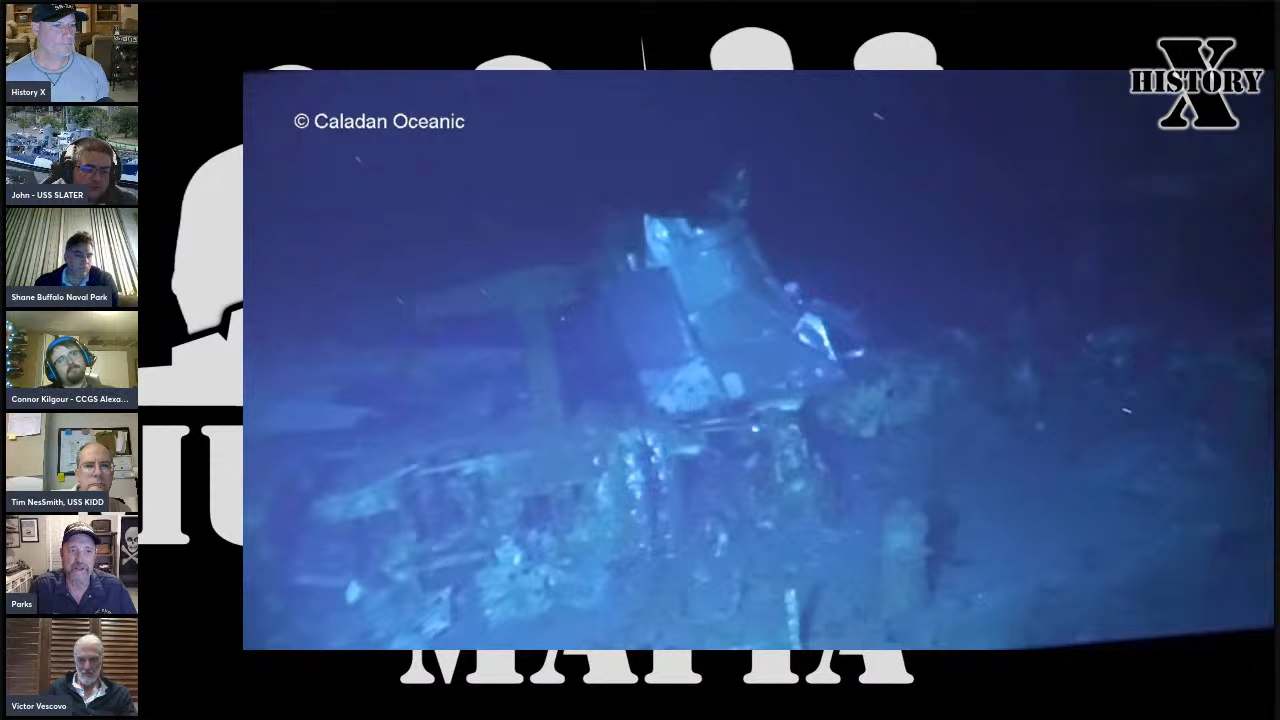 History X
John - USS SLATER
Shane Buffalo Naval Park
Connor Kilgour - CCGS Alexa...
Tim NesSmith, USS KIDD
Parks
Victor Vescovo
© Caladan Oceanic
HISTORY
X
MAFIA